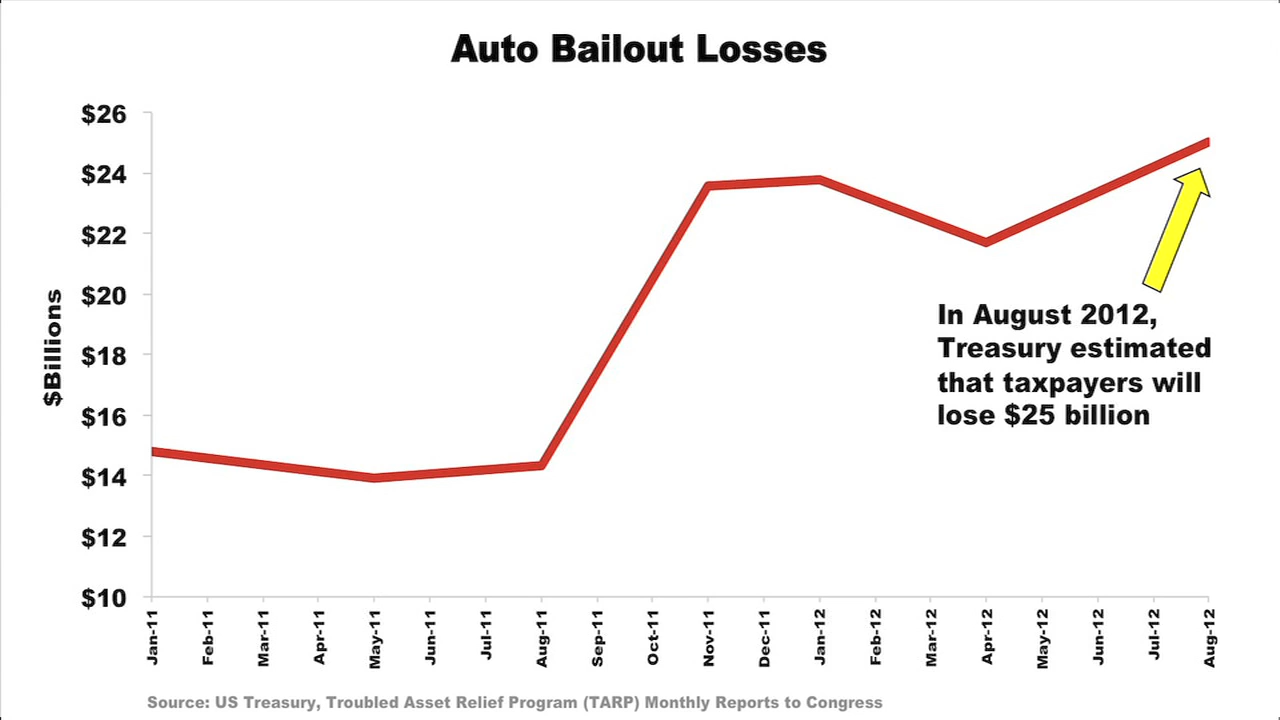 Auto Bailout Losses
$26
$24
$22
$20
$18
$16
$14
$12
$10
$Billions
In August 2012,
Treasury estimated
that taxpayers will
lose $25 billion
Jan-11
Feb-11
Mar-11
Apr-11
May-11
Jun-11
Jul-11
Aug-11
Sep-11
Oct-11
Nov-11
Dec-11
Jan-12
Feb-12
Mar-12
Apr-12
May-12
Jun-12
Jul-12
Aug-12
Source: US Treasury, Troubled Asset Relief Program (TARP) Monthly Reports to Congress